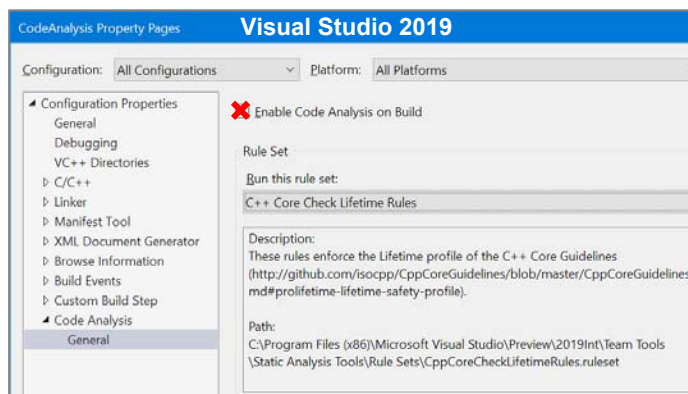 CodeAnalysis Property Pages
Visual Studio 2019
Configuration: All Configurations
Platform: All Platforms
Configuration Properties
General
Debugging
VC++ Directories
C/C++
Linker
Manifest Tool
XML Document Generator
Browse Information
Build Events
Custom Build Step
Code Analysis
General
Enable Code Analysis on Build
Rule Set
Run this rule set:
C++ Core Check Lifetime Rules
Description:
These rules enforce the Lifetime profile of the C++ Core Guidelines
(http://github.com/isocpp/CppCoreGuidelines/blob/master/CppCoreGuidelines
md#prolifetime-lifetime-safety-profile).
Path:
C:\Program Files (x86)\Microsoft Visual Studio\Preview\2019Int\Team Tools
\Static Analysis Tools\Rule Sets\CppCoreCheckLifetimeRules.ruleset